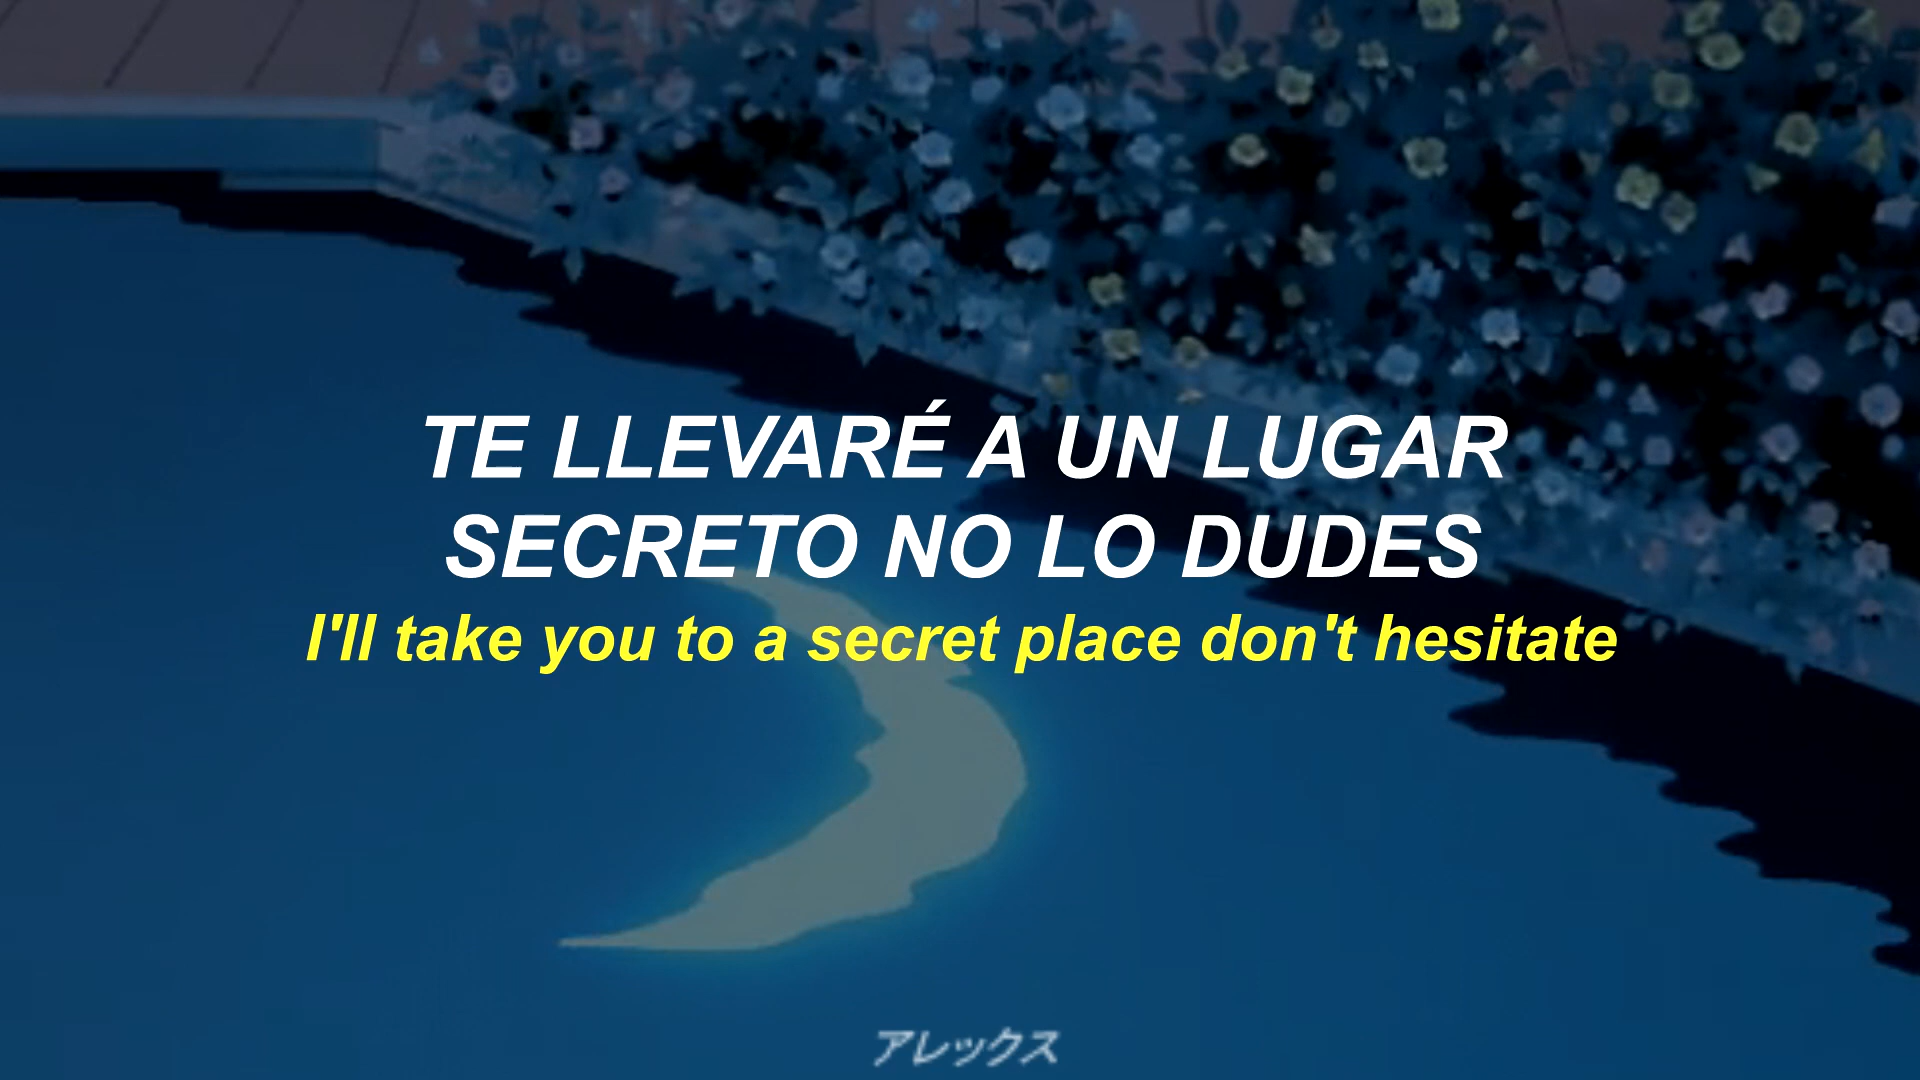 TE LLEVARÉ A UN LUGAR
SECRETO NO LO DUDES
I'll take you to a secret place don't hesitate
アレックス